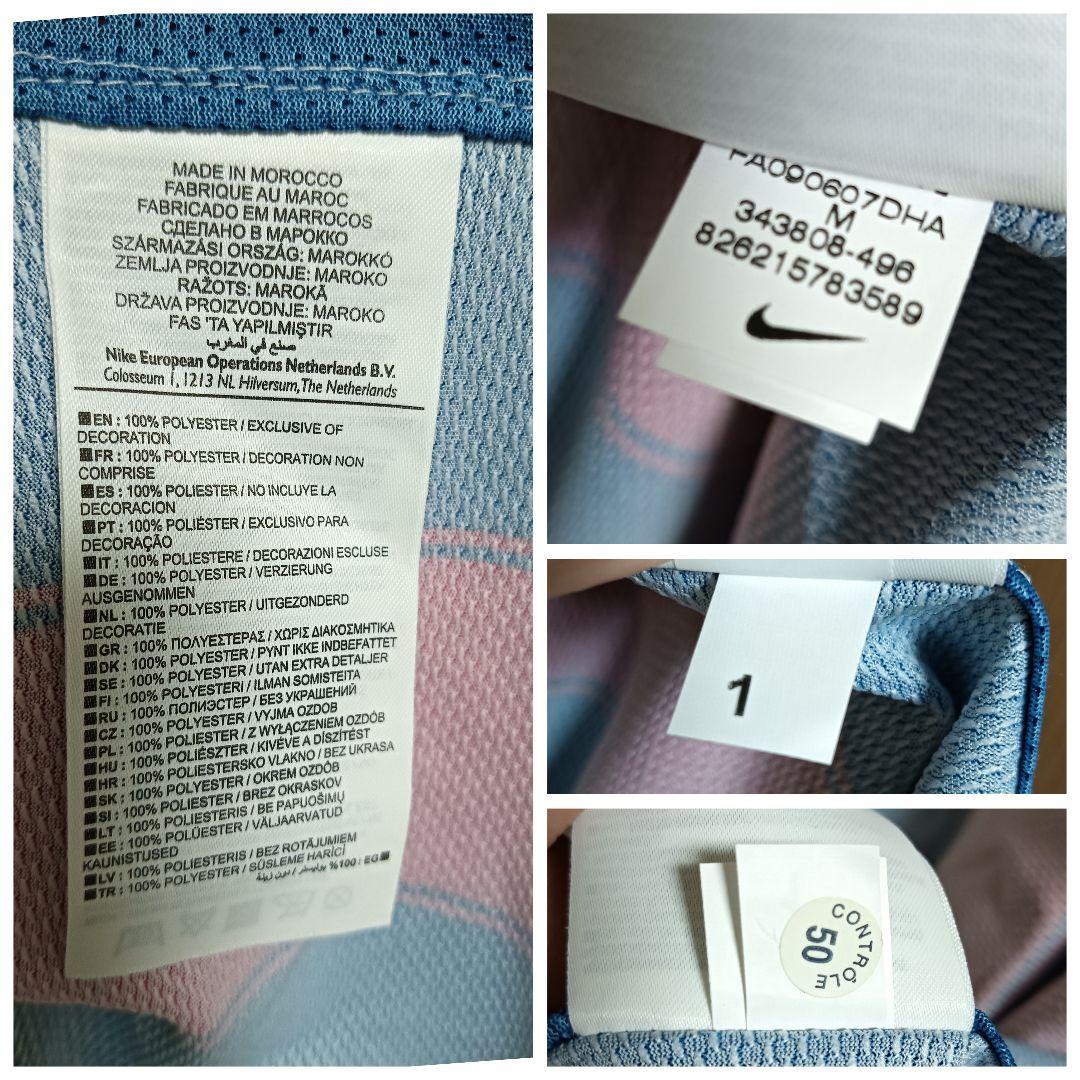 MADE IN MOROCCO
FABRIQUE AU MAROC
FABRICADO EM MARROCOS
СДЕЛАНО В МАРОККО
SZÁRMAZÁSI ORSZÁG: MAROKKÓ
ZEMLJA PROIZVODNJE: MAROKO
RAŽOTS: MAROKĀ
DRŽAVA PROIZVODNJE: MAROKO
FAS 'TA YAPILMIŞTIR
صنع في المغرب
Nike European Operations Netherlands B.V.
Colosseum 1, 1213 NL Hilversum, The Netherlands
EN : 100% POLYESTER / EXCLUSIVE OF
DECORATION
FR : 100% POLYESTER / DECORATION NON
COMPRISE
ES : 100% POLIESTER / NO INCLUYE LA
DECORACION
PT : 100% POLIÉSTER / EXCLUSIVO PARA
DECORAÇÃO
IT : 100% POLIESTERE / DECORAZIONI ESCLUSE
DE : 100% POLYESTER / VERZIERUNG
AUSGENOMMEN
NL : 100% POLYESTER / UITGEZONDERD
DECORATIE
GR : 100% ΠΟΛΥΕΣΤΕΡΑΣ / ΧΩΡΙΣ ΔΙΑΚΟΣΜΗΤΙΚΑ
DK : 100% POLYESTER / PYNT IKKE INDBEFATTET
SE : 100% POLYESTER / UTAN EXTRA DETALJER
FI : 100% POLYESTERI / ILMAN SOMISTEITA
RU : 100% ПОЛИЭСТЕР / БЕЗ УКРАШЕНИЙ
CZ : 100% POLYESTER / VYJMA OZDOB
PL : 100% POLIESTER / Z WYŁĄCZENIEM OZDÓB
HU : 100% POLIÉSZTER / KIVÉVE A DÍSZÍTÉST
HR : 100% POLIESTERSKO VLAKNO / BEZ UKRASA
SK : 100% POLYESTER / OKREM OZDÔB
SI : 100% POLIESTER / BREZ OKRASKOV
LT : 100% POLIESTERIS / BE PAPUOŠIMŲ
EE : 100% POLÜESTER / VÄLJAARVATUD
KAUNISTUSED
LV : 100% POLIESTERIS / BEZ ROTĀJUMIEM
TR : 100% POLYESTER / SÜSLEME HARİCİ
EG : 100% بوليستر / بدون زينة
FA090607DHA
M
343808-496
826215783589
1
CONTRÔLE
50